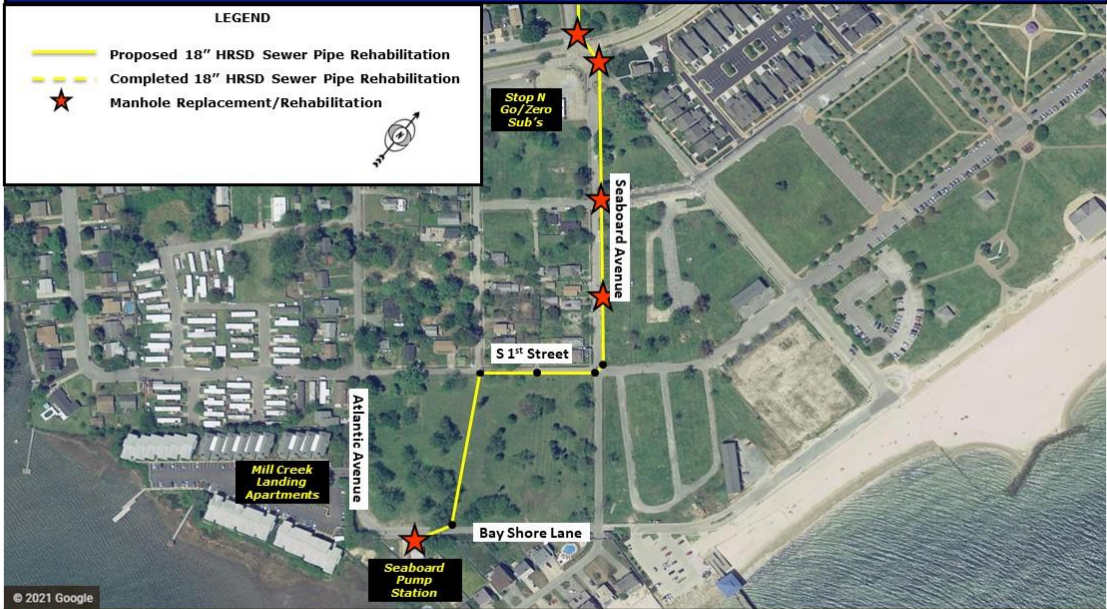 LEGEND
Proposed 18” HRSD Sewer Pipe Rehabilitation
Completed 18” HRSD Sewer Pipe Rehabilitation
Manhole Replacement/Rehabilitation
N
Stop N
Go/Zero
Sub's
Seaboard Avenue
S 1st Street
Atlantic Avenue
Mill Creek
Landing
Apartments
Bay Shore Lane
Seaboard
Pump
Station
© 2021 Google